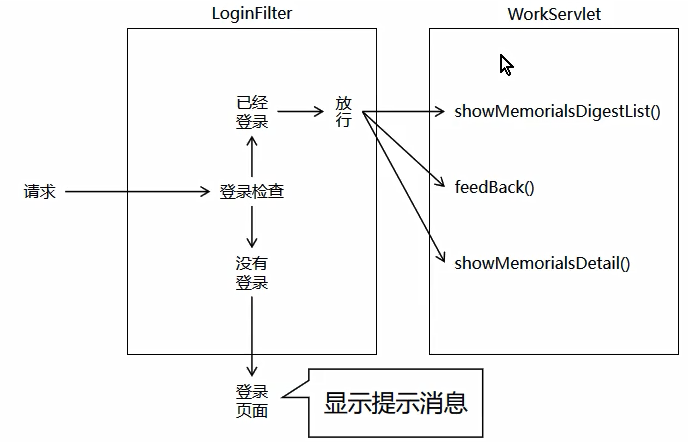 LoginFilter
WorkServlet
已经
登录
放
行
showMemorialsDigestList()
请求
登录检查
feedBack()
没有
登录
showMemorialsDetail()
登录
页面
显示提示消息